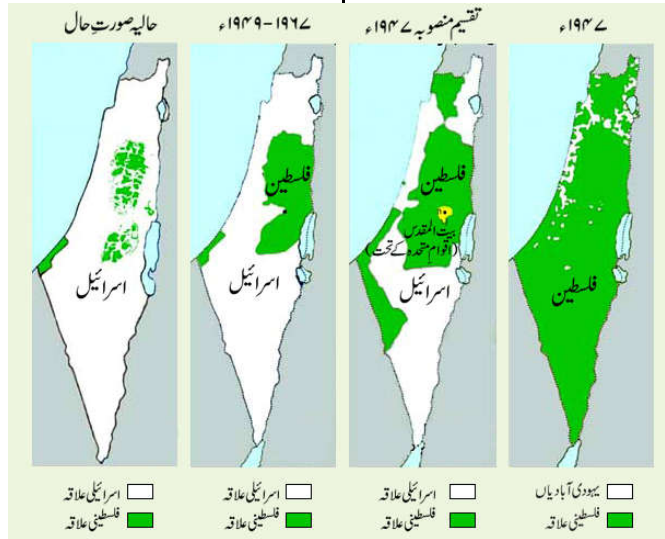 ۱۹۴۷ء
فلسطین
یہودی آبادیاں
فلسطینی علاقہ
تقسیم منصوبہ ۱۹۴۷ء
فلسطین
بیت المقدس
(اقوام متحدہ کے تحت)
اسرائیل
اسرائیلی علاقہ
فلسطینی علاقہ
۱۹۴۹-۱۹۶۷ء
فلسطین
اسرائیل
اسرائیلی علاقہ
فلسطینی علاقہ
حالیہ صورتِ حال
اسرائیل
اسرائیلی علاقہ
فلسطینی علاقہ